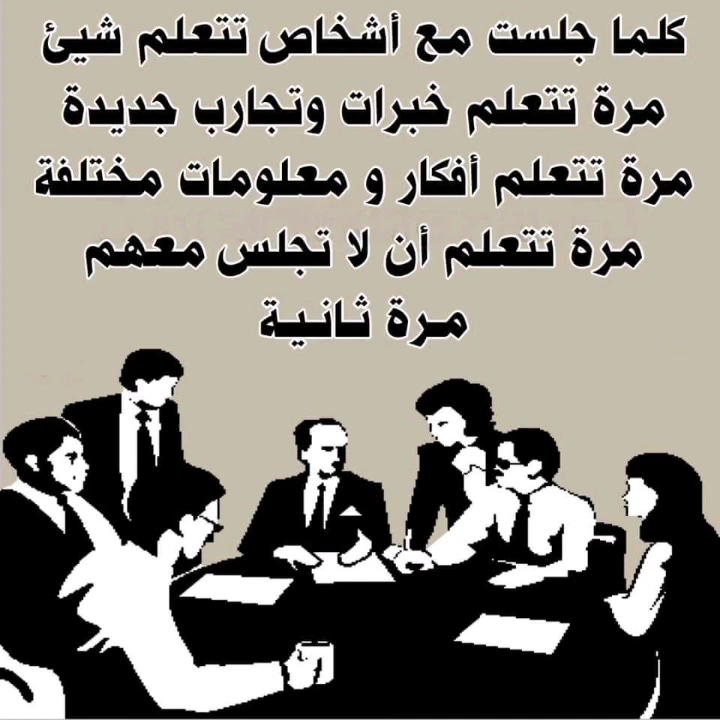 كلما جلست مع أشخاص تتعلم شيئ
مرة تتعلم خبرات وتجارب جديدة
مرة تتعلم أفكار و معلومات مختلفة
مرة تتعلم أن لا تجلس معهم
مرة ثانية